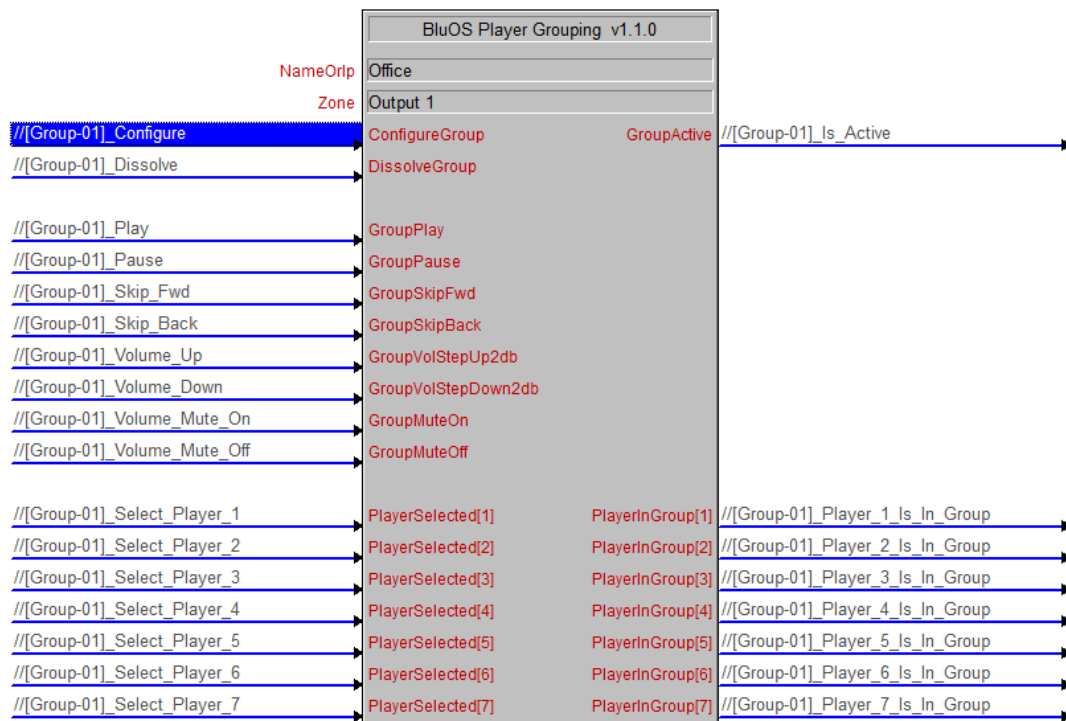 BluOS Player Grouping v1.1.0
NameOrIp Office
Zone Output 1
//[Group-01]_Configure ConfigureGroup GroupActive //[Group-01]_Is_Active
//[Group-01]_Dissolve DissolveGroup
//[Group-01]_Play GroupPlay
//[Group-01]_Pause GroupPause
//[Group-01]_Skip_Fwd GroupSkipFwd
//[Group-01]_Skip_Back GroupSkipBack
//[Group-01]_Volume_Up GroupVolStepUp2db
//[Group-01]_Volume_Down GroupVolStepDown2db
//[Group-01]_Volume_Mute_On GroupMuteOn
//[Group-01]_Volume_Mute_Off GroupMuteOff
//[Group-01]_Select_Player_1 PlayerSelected[1] PlayerInGroup[1] //[Group-01]_Player_1_Is_In_Group
//[Group-01]_Select_Player_2 PlayerSelected[2] PlayerInGroup[2] //[Group-01]_Player_2_Is_In_Group
//[Group-01]_Select_Player_3 PlayerSelected[3] PlayerInGroup[3] //[Group-01]_Player_3_Is_In_Group
//[Group-01]_Select_Player_4 PlayerSelected[4] PlayerInGroup[4] //[Group-01]_Player_4_Is_In_Group
//[Group-01]_Select_Player_5 PlayerSelected[5] PlayerInGroup[5] //[Group-01]_Player_5_Is_In_Group
//[Group-01]_Select_Player_6 PlayerSelected[6] PlayerInGroup[6] //[Group-01]_Player_6_Is_In_Group
//[Group-01]_Select_Player_7 PlayerSelected[7] PlayerInGroup[7] //[Group-01]_Player_7_Is_In_Group